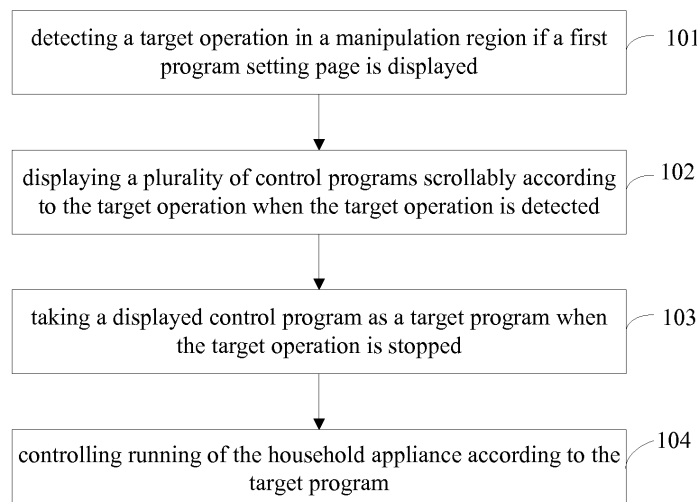 detecting a target operation in a manipulation region if a first
program setting page is displayed
101
displaying a plurality of control programs scrollably according
to the target operation when the target operation is detected
102
taking a displayed control program as a target program when
the target operation is stopped
103
controlling running of the household appliance according to the
target program
104